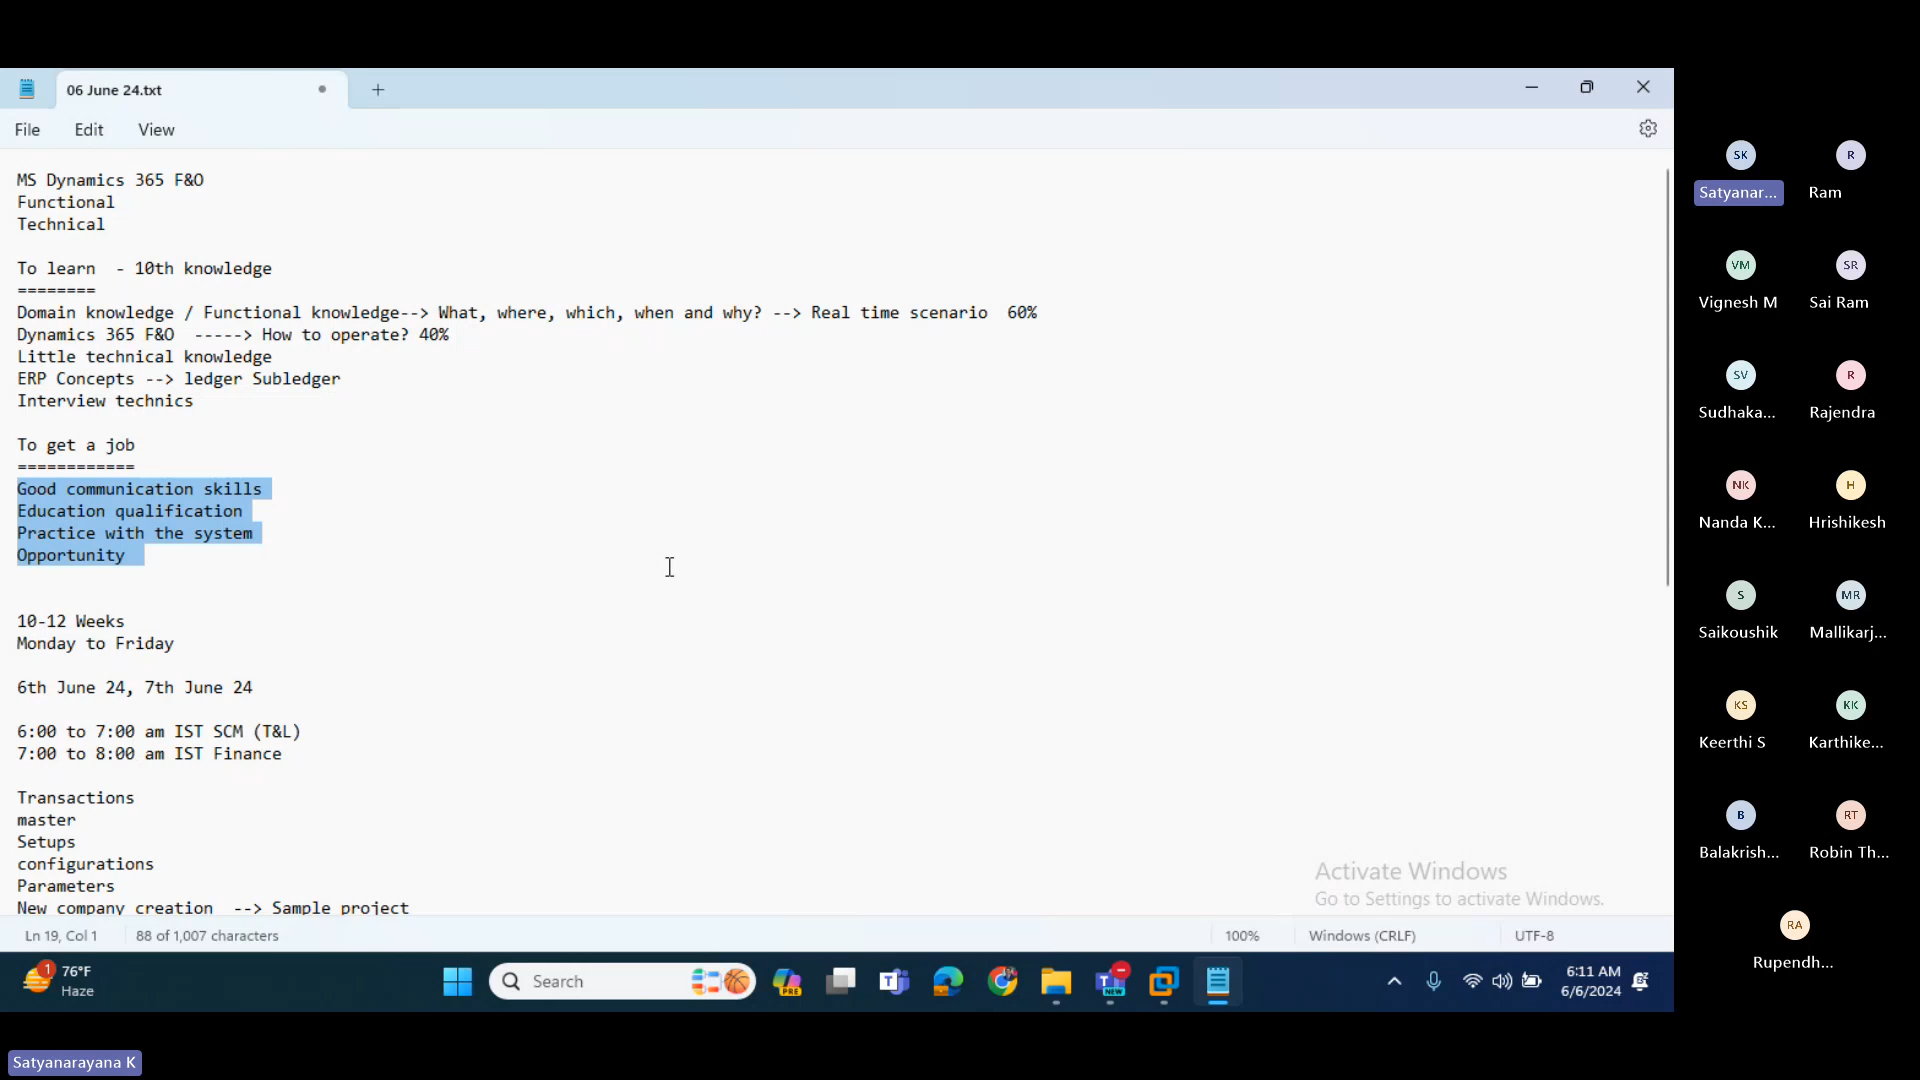 06 June 24.txt
File Edit View
MS Dynamics 365 F&O
Functional
Technical
To learn  - 10th knowledge
========
Domain knowledge / Functional knowledge--> What, where, which, when and why? --> Real time scenario  60%
Dynamics 365 F&O  -----> How to operate? 40%
Little technical knowledge
ERP Concepts --> ledger Subledger
Interview technics
To get a job
============
Good communication skills
Education qualification
Practice with the system
Opportunity
10-12 Weeks
Monday to Friday
6th June 24, 7th June 24
6:00 to 7:00 am IST SCM (T&L)
7:00 to 8:00 am IST Finance
Transactions
master
Setups
configurations
Parameters
New company creation  --> Sample project
Activate Windows
Go to Settings to activate Windows.
Ln 19, Col 1 88 of 1,007 characters 100% Windows (CRLF) UTF-8
1 76°F
Haze
Search
PRE
NEW
6:11 AM
6/6/2024
SK R
Satyanar... Ram
VM SR
Vignesh M Sai Ram
SV R
Sudhaka... Rajendra
NK H
Nanda K... Hrishikesh
S MR
Saikoushik Mallikarj...
KS KK
Keerthi S Karthike...
B RT
Balakrish... Robin Th...
RA
Rupendh...
Satyanarayana K